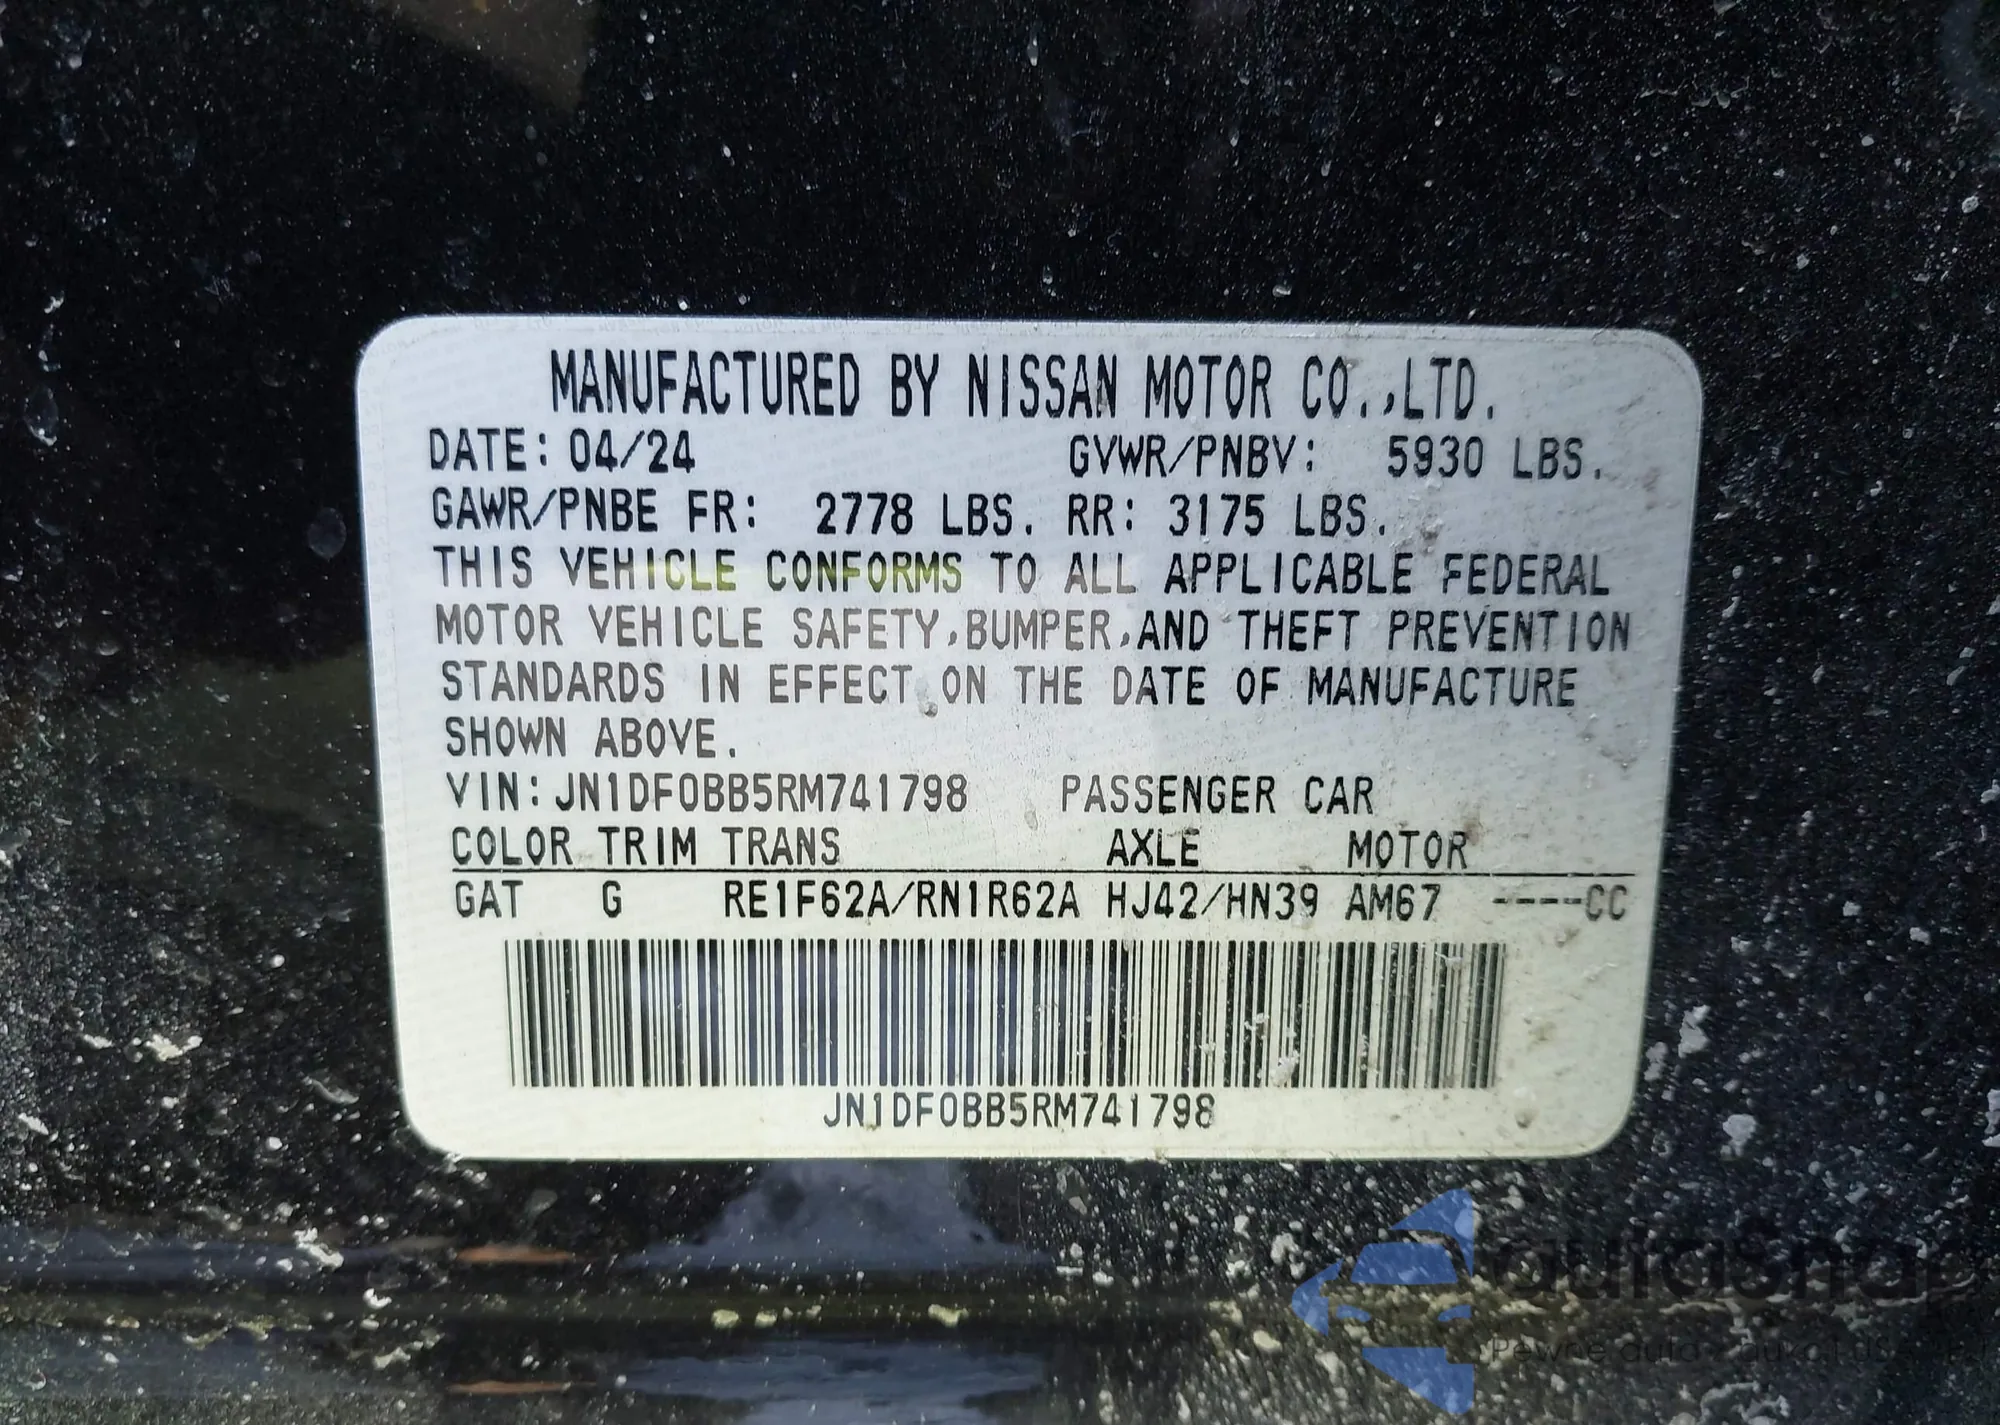 MANUFACTURED BY NISSAN MOTOR CO.,LTD.
DATE: 04/24 GVWR/PNBV: 5930 LBS.
GAWR/PNBE FR: 2778 LBS. RR: 3175 LBS.
THIS VEHICLE CONFORMS TO ALL APPLICABLE FEDERAL
MOTOR VEHICLE SAFETY,BUMPER,AND THEFT PREVENTION
STANDARDS IN EFFECT ON THE DATE OF MANUFACTURE
SHOWN ABOVE.
VIN: JN1DF0BB5RM741798 PASSENGER CAR
COLOR TRIM TRANS AXLE MOTOR
GAT G RE1F62A/RN1R62A HJ42/HN39 AM67 ----CC
JN1DF0BB5RM741798
Pewne auto